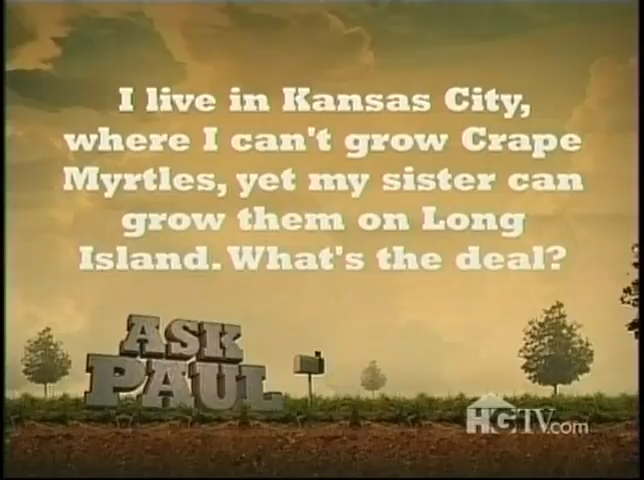 I live in Kansas City,
where I can't grow Crape
Myrtles, yet my sister can
grow them on Long
Island. What's the deal?
ASK
PAUL
HGTV.com